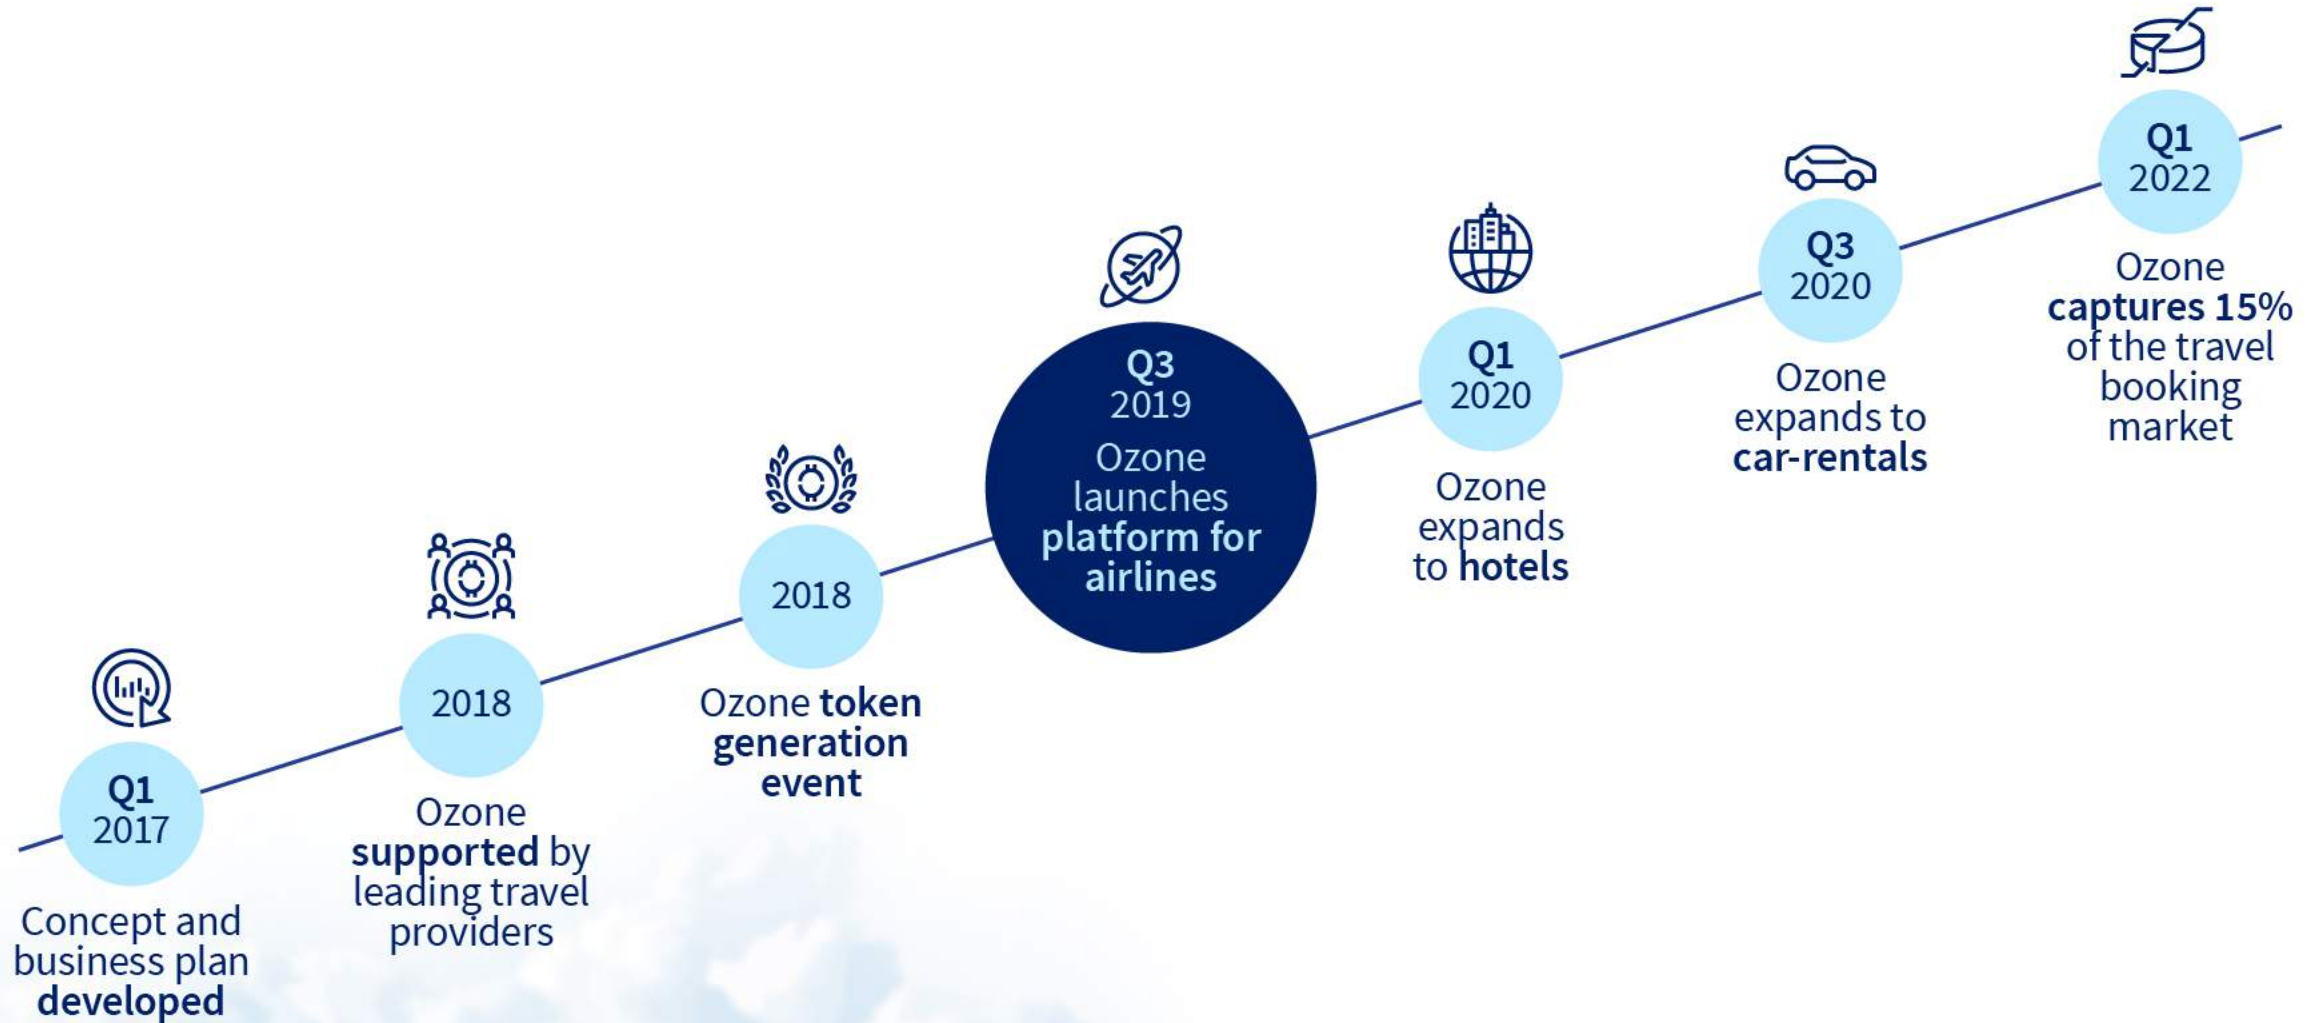 Q1
2017
Concept and
business plan
developed
2018
Ozone
supported by
leading travel
providers
2018
Ozone token
generation
event
Q3
2019
Ozone
launches
platform for
airlines
Q1
2020
Ozone
expands
to hotels
Q3
2020
Ozone
expands to
car-rentals
Q1
2022
Ozone
captures 15%
of the travel
booking
market